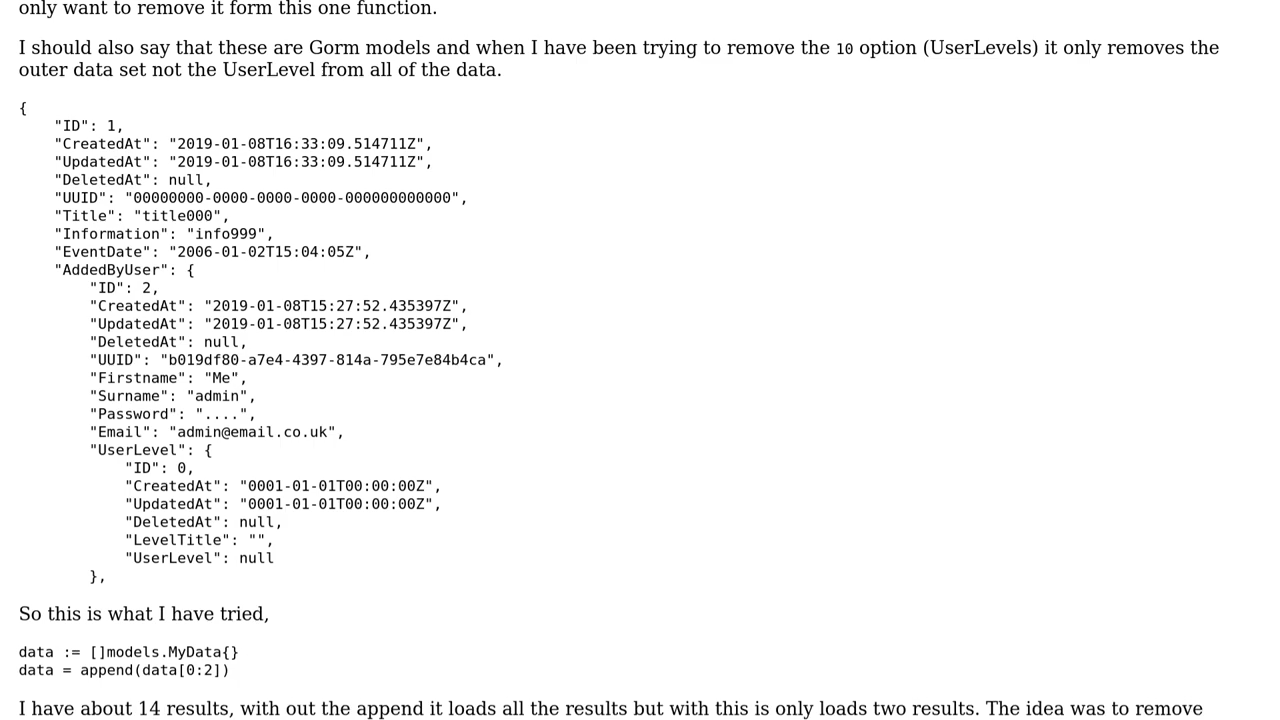 only want to remove it form this one function.
I should also say that these are Gorm models and when I have been trying to remove the 10 option (UserLevels) it only removes the
outer data set not the UserLevel from all of the data.
{
    "ID": 1,
    "CreatedAt": "2019-01-08T16:33:09.514711Z",
    "UpdatedAt": "2019-01-08T16:33:09.514711Z",
    "DeletedAt": null,
    "UUID": "00000000-0000-0000-0000-000000000000",
    "Title": "title000",
    "Information": "info999",
    "EventDate": "2006-01-02T15:04:05Z",
    "AddedByUser": {
        "ID": 2,
        "CreatedAt": "2019-01-08T15:27:52.435397Z",
        "UpdatedAt": "2019-01-08T15:27:52.435397Z",
        "DeletedAt": null,
        "UUID": "b019df80-a7e4-4397-814a-795e7e84b4ca",
        "Firstname": "Me",
        "Surname": "admin",
        "Password": "....",
        "Email": "admin@email.co.uk",
        "UserLevel": {
            "ID": 0,
            "CreatedAt": "0001-01-01T00:00:00Z",
            "UpdatedAt": "0001-01-01T00:00:00Z",
            "DeletedAt": null,
            "LevelTitle": "",
            "UserLevel": null
        },
So this is what I have tried,
data := []models.MyData{}
data = append(data[0:2])
I have about 14 results, with out the append it loads all the results but with this is only loads two results. The idea was to remove